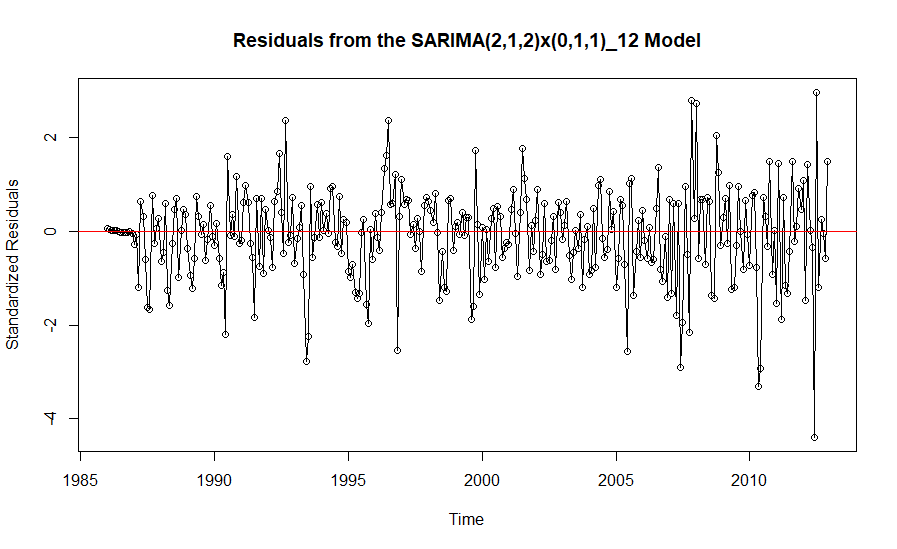 Residuals from the SARIMA(2,1,2)x(0,1,1)_12 Model
Standardized Residuals
2
0
-2
-4
1985 1990 1995 2000 2005 2010
Time